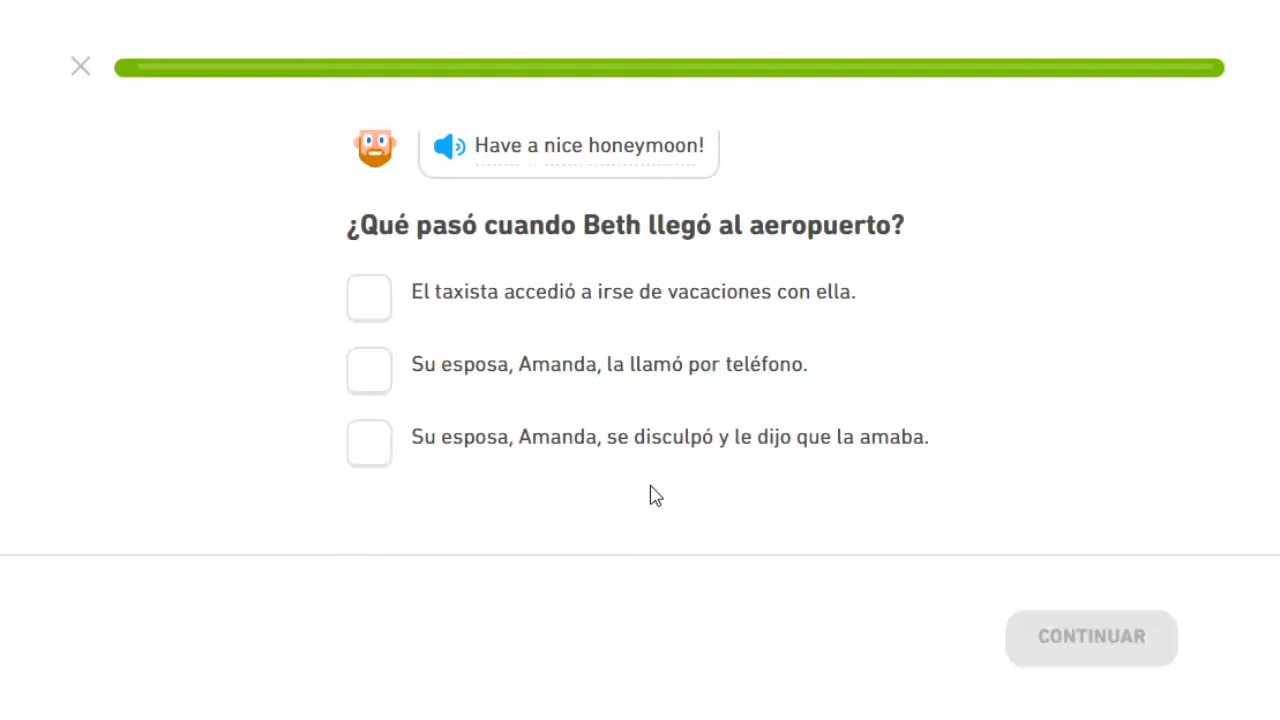 Have a nice honeymoon!
¿Qué pasó cuando Beth llegó al aeropuerto?
El taxista accedió a irse de vacaciones con ella.
Su esposa, Amanda, la llamó por teléfono.
Su esposa, Amanda, se disculpó y le dijo que la amaba.
CONTINUAR